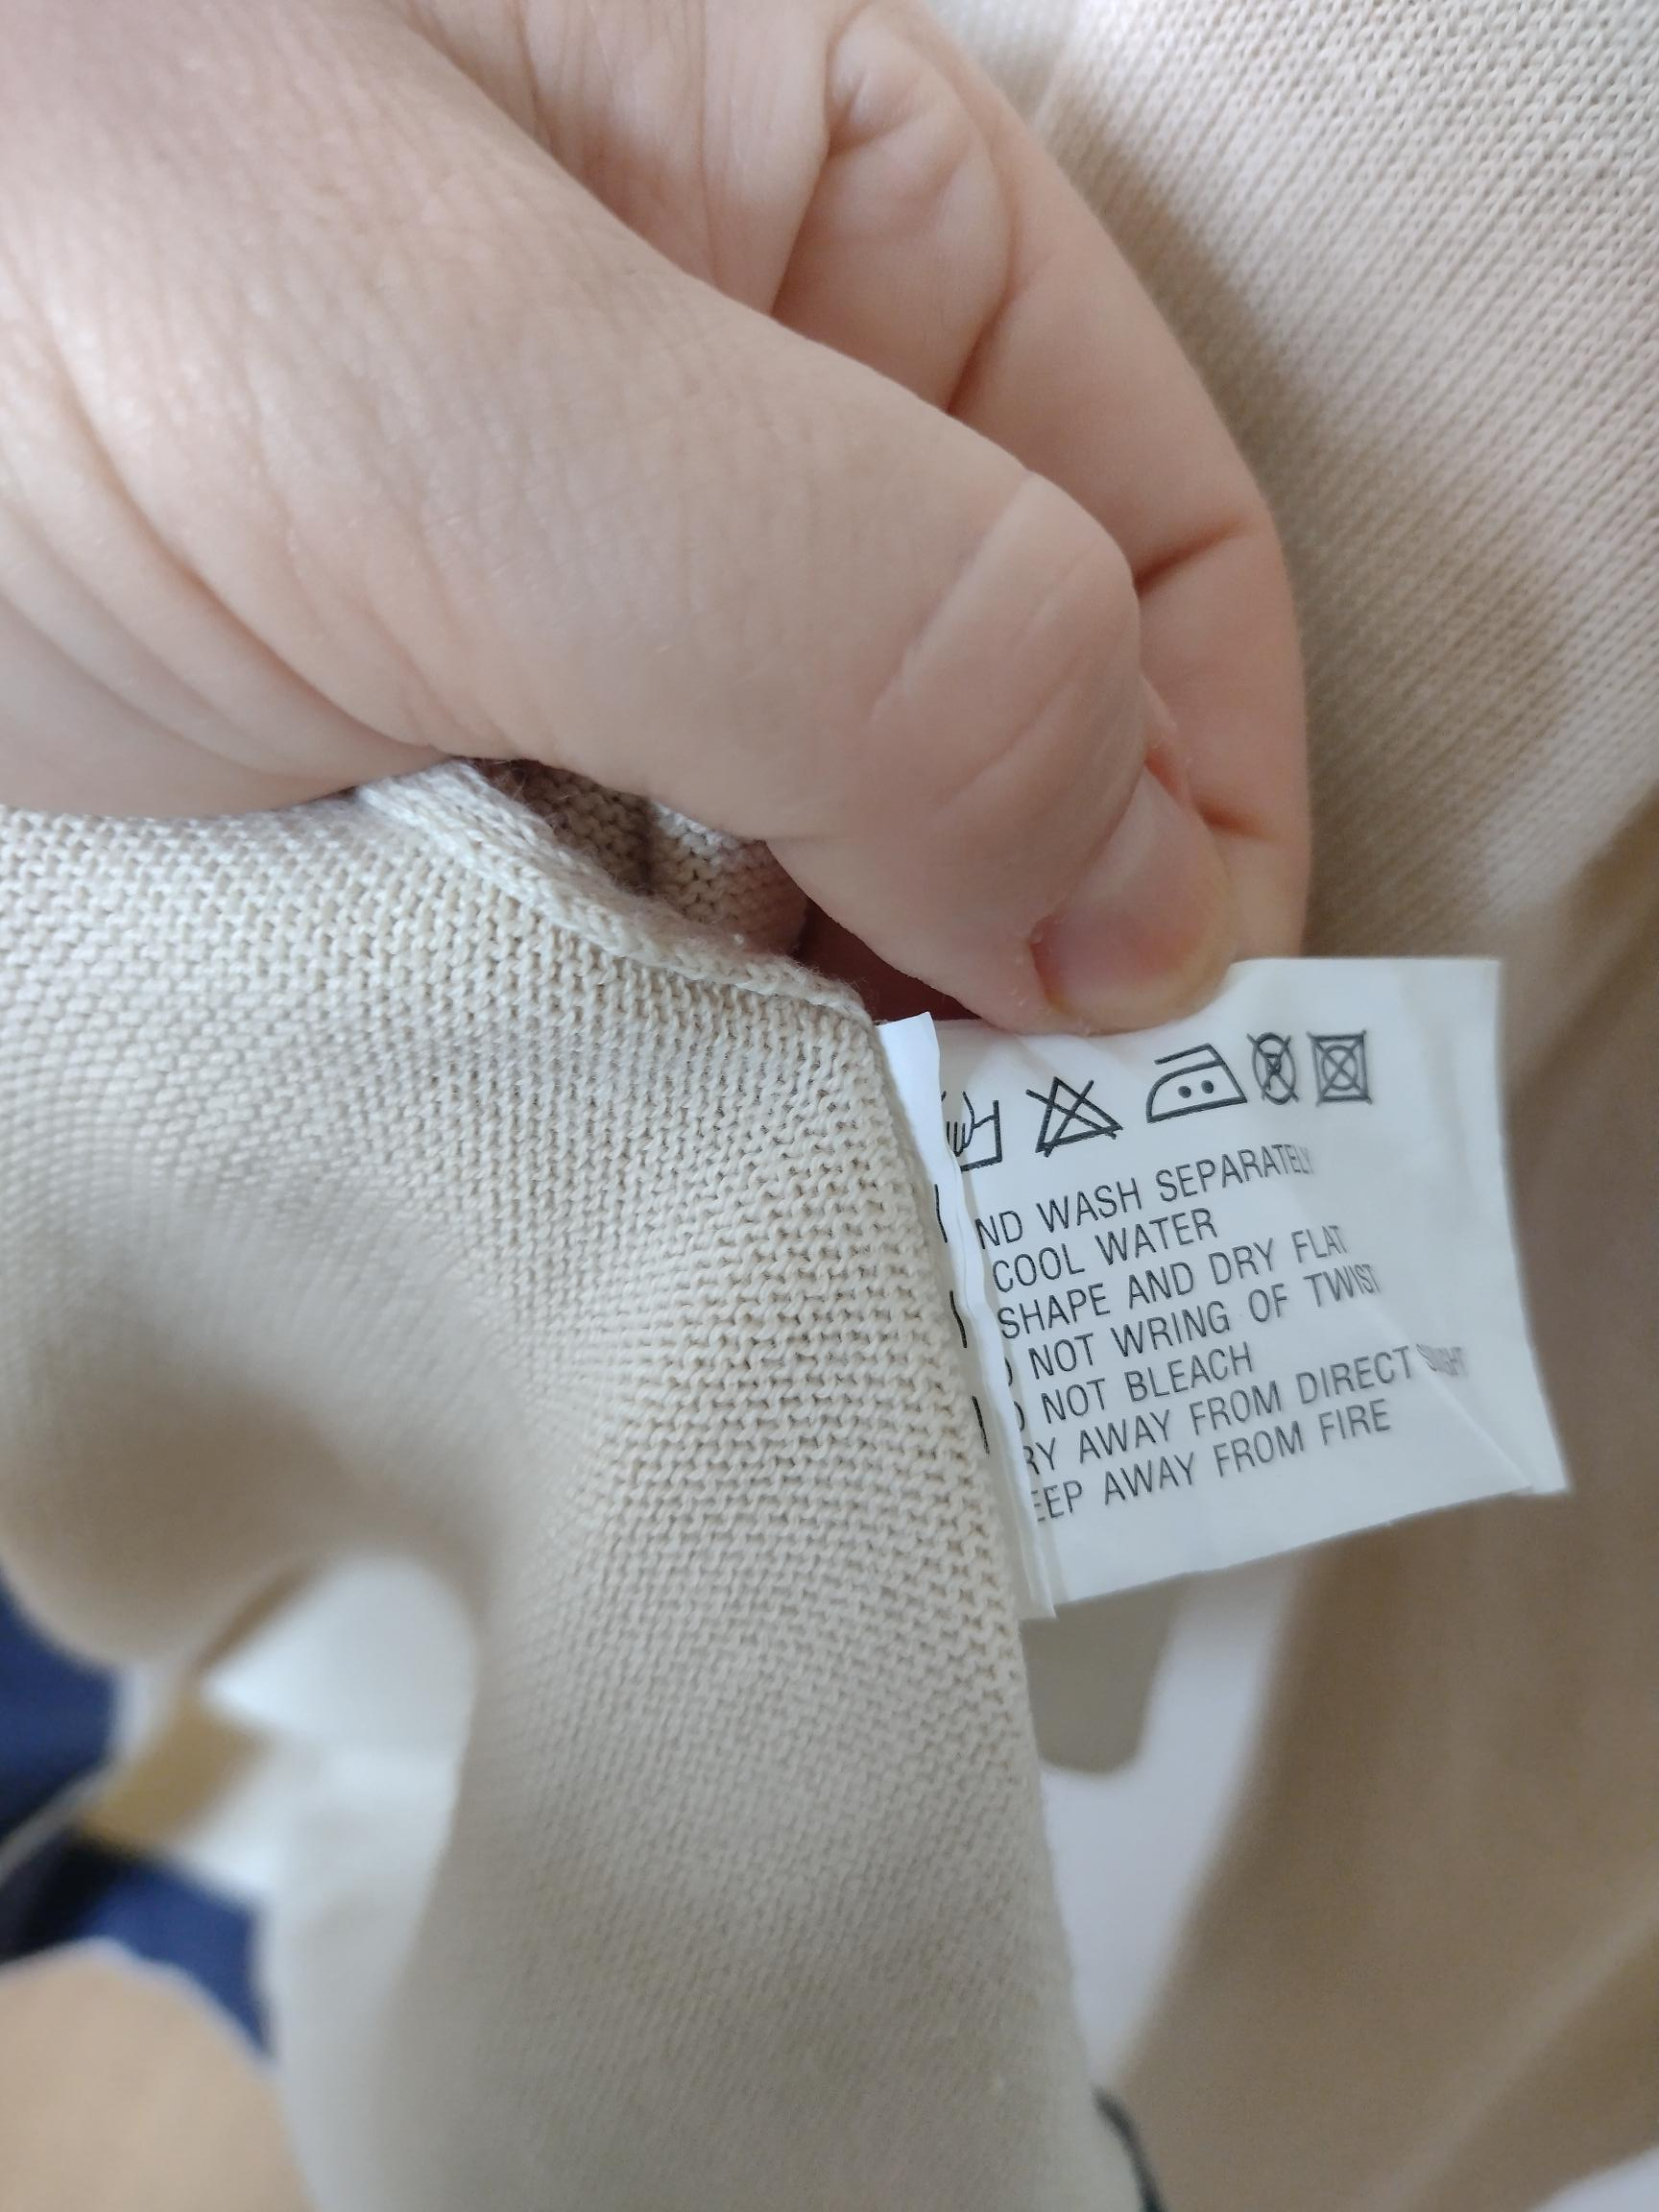 ND WASH SEPARATELY
COOL WATER
SHAPE AND DRY FLAT
NOT WRING OF TWIST
NOT BLEACH
RY AWAY FROM DIRECT
EEP AWAY FROM FIRE